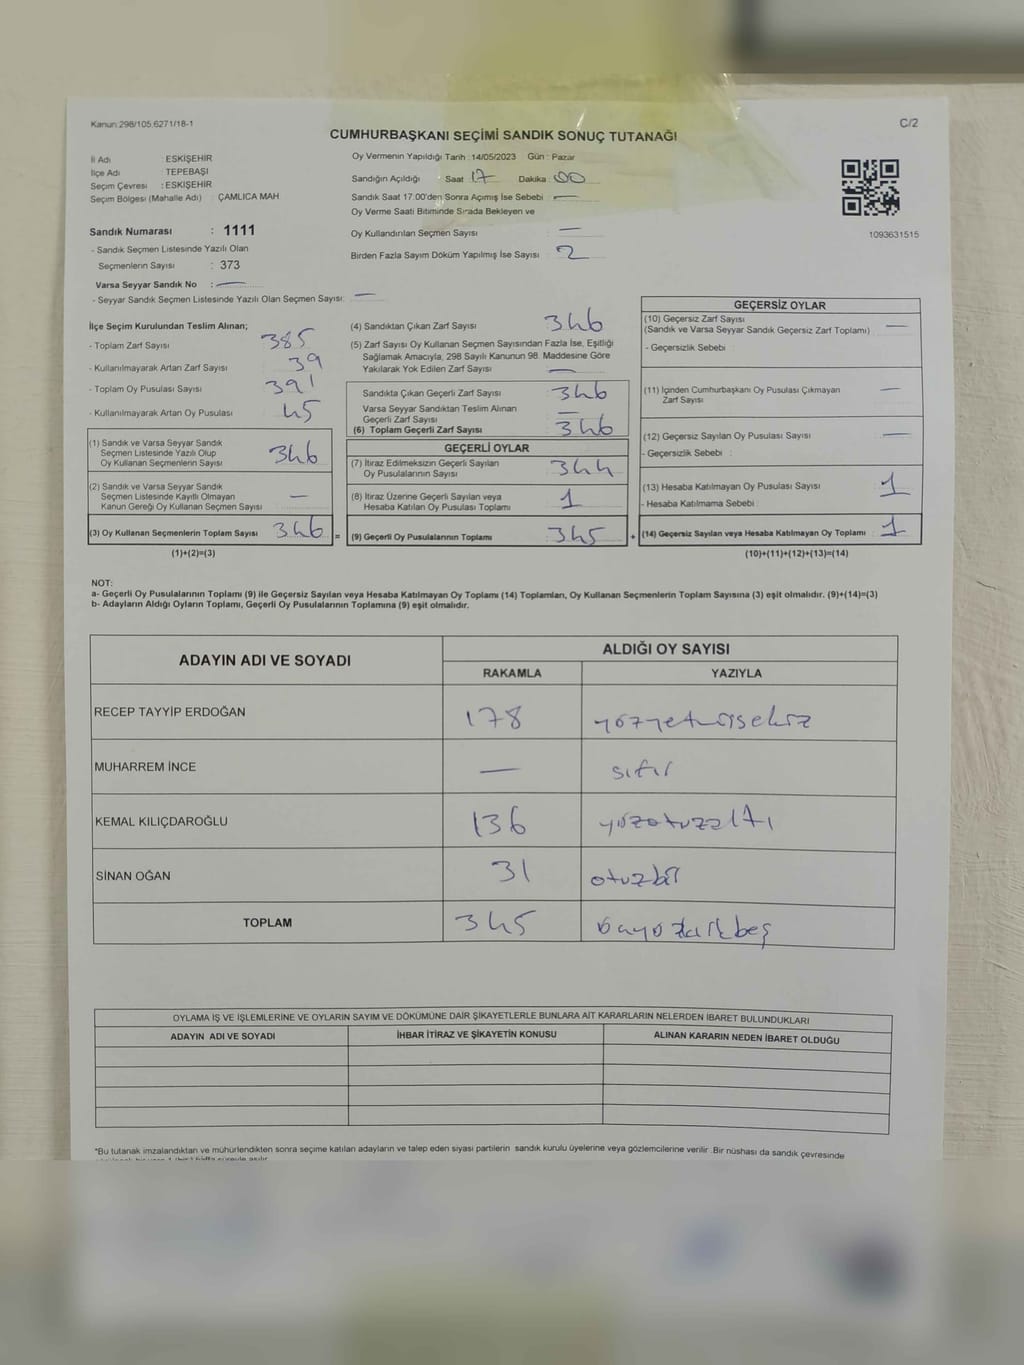 Kanun:298/105,6271/18-1
C/2
CUMHURBAŞKANI SEÇİMİ SANDIK SONUÇ TUTANAĞI
İl Adı : ESKİŞEHİR
İlçe Adı : TEPEBAŞI
Seçim Çevresi : ESKİŞEHİR
Seçim Bölgesi (Mahalle Adı) : ÇAMLICA MAH
Sandık Numarası : 1111
- Sandık Seçmen Listesinde Yazılı Olan
Seçmenlerin Sayısı : 373
Varsa Seyyar Sandık No : —
- Seyyar Sandık Seçmen Listesinde Yazılı Olan Seçmen Sayısı: —
Oy Vermenin Yapıldığı Tarih : 14/05/2023 Gün : Pazar
Sandığın Açıldığı : Saat 17 Dakika : 00
Sandık Saat 17:00'den Sonra Açımış İse Sebebi : —
Oy Verme Saati Bitiminde Sırada Bekleyen ve
Oy Kullandırılan Seçmen Sayısı : —
Birden Fazla Sayım Döküm Yapılmış İse Sayısı : 2
1093631515
İlçe Seçim Kurulundan Teslim Alınan;
- Toplam Zarf Sayısı : 385
- Kullanılmayarak Artan Zarf Sayısı : 39
- Toplam Oy Pusulası Sayısı : 391
- Kullanılmayarak Artan Oy Pusulası : 45
(1) Sandık ve Varsa Seyyar Sandık
Seçmen Listesinde Yazılı Olup
Oy Kullanan Seçmenlerin Sayısı 346
(2) Sandık ve Varsa Seyyar Sandık
Seçmen Listesinde Kayıtlı Olmayan
Kanun Gereği Oy Kullanan Seçmen Sayısı —
(3) Oy Kullanan Seçmenlerin Toplam Sayısı 346 =
(1)+(2)=(3)
(4) Sandıktan Çıkan Zarf Sayısı 346
(5) Zarf Sayısı Oy Kullanan Seçmen Sayısından Fazla İse, Eşitliği
Sağlamak Amacıyla, 298 Sayılı Kanunun 98. Maddesine Göre
Yakılarak Yok Edilen Zarf Sayısı —
Sandıkta Çıkan Geçerli Zarf Sayısı 346
Varsa Seyyar Sandıktan Teslim Alınan
Geçerli Zarf Sayısı —
(6) Toplam Geçerli Zarf Sayısı 346
GEÇERLİ OYLAR
(7) İtiraz Edilmeksizin Geçerli Sayılan
Oy Pusulalarının Sayısı 344
(8) İtiraz Üzerine Geçerli Sayılan veya
Hesaba Katılan Oy Pusulası Toplamı 1
(9) Geçerli Oy Pusulalarının Toplamı 345 +
GEÇERSİZ OYLAR
(10) Geçersiz Zarf Sayısı
(Sandık ve Varsa Seyyar Sandık Geçersiz Zarf Toplamı) —
- Geçersizlik Sebebi :
(11) İçinden Cumhurbaşkanı Oy Pusulası Çıkmayan
Zarf Sayısı —
(12) Geçersiz Sayılan Oy Pusulası Sayısı —
- Geçersizlik Sebebi :
(13) Hesaba Katılmayan Oy Pusulası Sayısı 1
- Hesaba Katılmama Sebebi :
(14) Geçersiz Sayılan veya Hesaba Katılmayan Oy Toplamı 1
(10)+(11)+(12)+(13)=(14)
NOT:
a- Geçerli Oy Pusulalarının Toplamı (9) ile Geçersiz Sayılan veya Hesaba Katılmayan Oy Toplamı (14) Toplamları, Oy Kullanan Seçmenlerin Toplam Sayısına (3) eşit olmalıdır. (9)+(14)=(3)
b- Adayların Aldığı Oyların Toplamı, Geçerli Oy Pusulalarının Toplamına (9) eşit olmalıdır.
ADAYIN ADI VE SOYADI
ALDIĞI OY SAYISI
RAKAMLA YAZIYLA
RECEP TAYYİP ERDOĞAN 178 yüzyetmişsekiz
MUHARREM İNCE — sıfır
KEMAL KILIÇDAROĞLU 136 yüzotuzaltı
SİNAN OĞAN 31 otuzbir
TOPLAM 345
OYLAMA İŞ VE İŞLEMLERİNE VE OYLARIN SAYIM VE DÖKÜMÜNE DAİR ŞİKAYETLERLE BUNLARA AİT KARARLARIN NELERDEN İBARET BULUNDUKLARI
ADAYIN ADI VE SOYADI İHBAR İTİRAZ VE ŞİKAYETİN KONUSU ALINAN KARARIN NEDEN İBARET OLDUĞU
*Bu tutanak imzalandıktan ve mühürlendikten sonra seçime katılan adayların ve talep eden siyasi partilerin sandık kurulu üyelerine veya gözlemcilerine verilir. Bir nüshası da sandık çevresinde